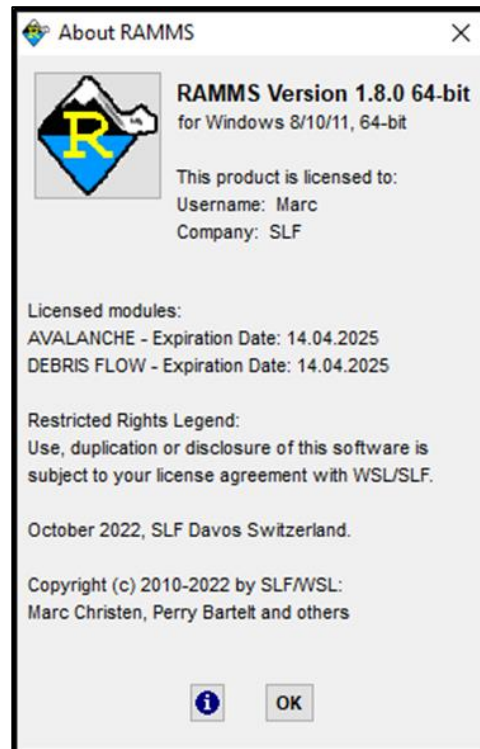 About RAMMS
R
RAMMS Version 1.8.0 64-bit
for Windows 8/10/11, 64-bit
This product is licensed to:
Username: Marc
Company: SLF
Licensed modules:
AVALANCHE - Expiration Date: 14.04.2025
DEBRIS FLOW - Expiration Date: 14.04.2025
Restricted Rights Legend:
Use, duplication or disclosure of this software is
subject to your license agreement with WSL/SLF.
October 2022, SLF Davos Switzerland.
Copyright (c) 2010-2022 by SLF/WSL:
Marc Christen, Perry Bartelt and others
OK